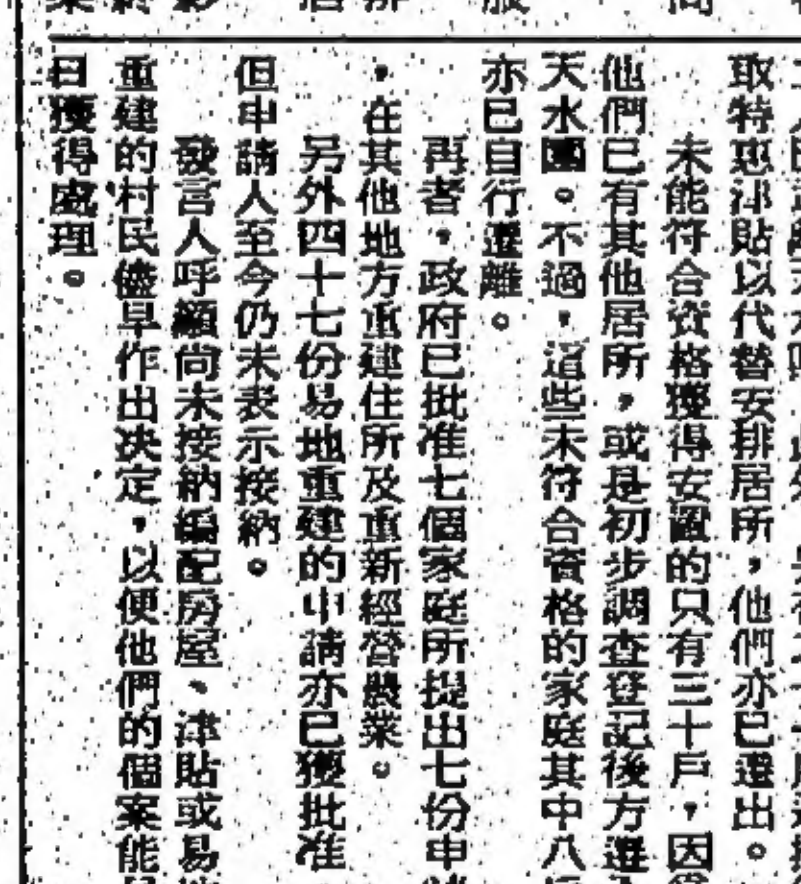 取特惠津貼以代替安排居所，他們亦已遷出。
未能符合資格獲得安置的只有三十戶，因
他們已有其他居所，或是初步調查登記後方遷
天水圍。不過，這些未符合資格的家庭其中八
亦已自行遷離。
再者，政府已批准七個家庭所提出七份申
，在其他地方重建住所及重新經營農業。
另外四十七份易地重建的申請亦已獲批准
但申請人至今仍未表示接納。
發言人呼籲尚未接納編配房屋、津貼或易
重建的村民儘早作出決定，以便他們的個案能
日獲得處理。